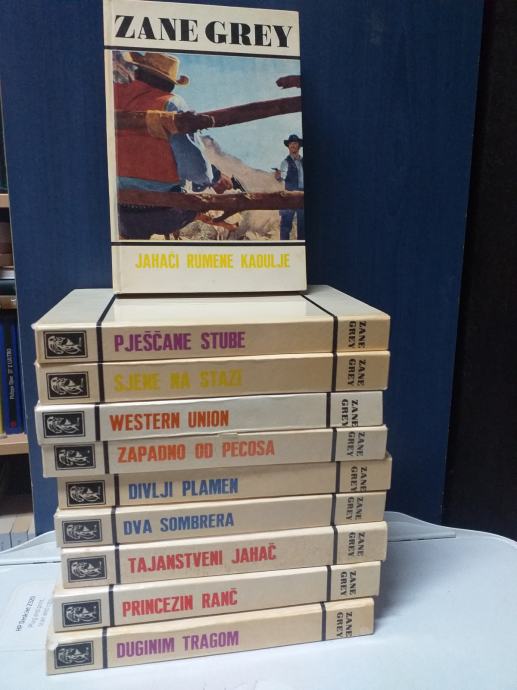 ZANE GREY
JAHAČI RUMENE KADULJE
PJEŠČANE STUBE
ZANE GREY
SJENE NA STAZI
ZANE GREY
WESTERN UNION
ZANE GREY
ZAPADNO OD PECOSA
ZANE GREY
DIVLJI PLAMEN
ZANE GREY
DVA SOMBRERA
ZANE GREY
TAJANSTVENI JAHAČ
ZANE GREY
PRINCEZIN RANČ
ZANE GREY
DUGINIM TRAGOM
ZANE GREY